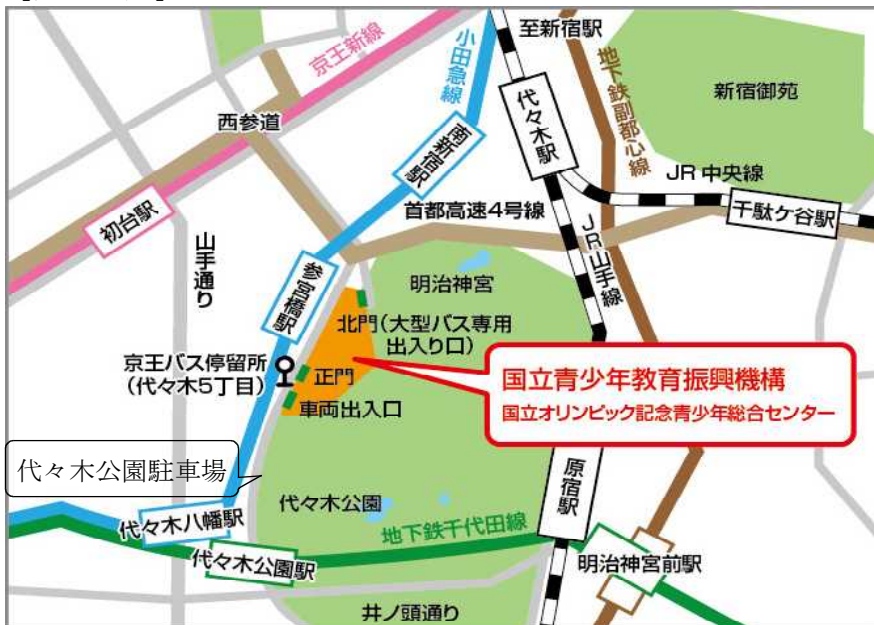 至新宿駅
京王新線
小田急線
地下鉄副都心線
新宿御苑
代々木駅
西参道
南新宿駅
JR 中央線
千駄ケ谷駅
初台駅
首都高速4号線
JR山手線
山手通り
参宮橋駅
明治神宮
北門(大型バス専用
出入り口)
京王バス停留所
(代々木5丁目)
正門
車両出入口
国立青少年教育振興機構
国立オリンピック記念青少年総合センター
代々木公園駐車場
原宿駅
代々木公園
代々木八幡駅
地下鉄千代田線
代々木公園駅
明治神宮前駅
井ノ頭通り